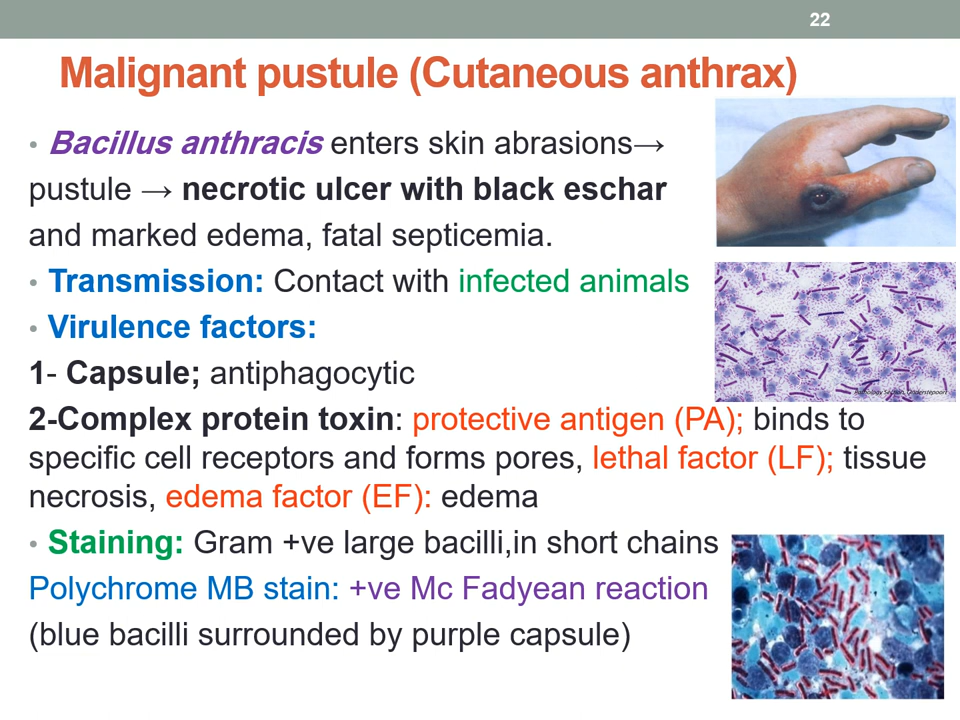 22
Malignant pustule (Cutaneous anthrax)
• Bacillus anthracis enters skin abrasions→
pustule → necrotic ulcer with black eschar
and marked edema, fatal septicemia.
• Transmission: Contact with infected animals
• Virulence factors:
1- Capsule; antiphagocytic
2-Complex protein toxin: protective antigen (PA); binds to
specific cell receptors and forms pores, lethal factor (LF); tissue
necrosis, edema factor (EF): edema
• Staining: Gram +ve large bacilli,in short chains
Polychrome MB stain: +ve Mc Fadyean reaction
(blue bacilli surrounded by purple capsule)